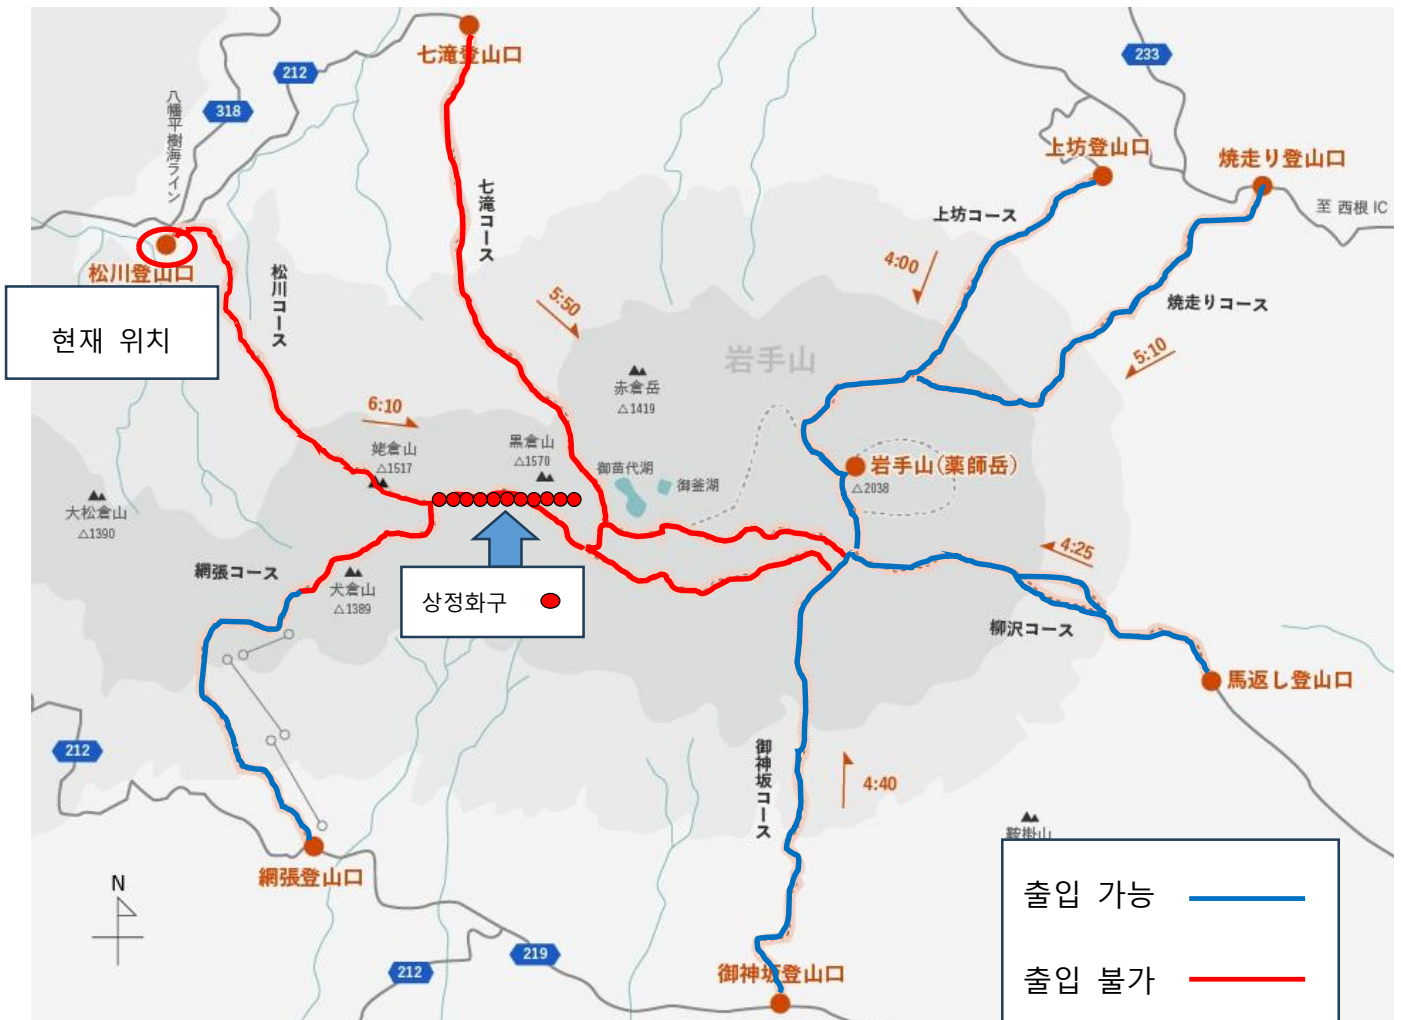 七滝登山口
212
233
318
八幡平樹海ライン
上坊登山口
焼走り登山口
至 西根 IC
七滝コース
上坊コース
松川登山口
松川コース
4:00
焼走りコース
5:50
현재 위치
5:10
岩手山
赤倉岳
△1419
6:10
姥倉山
△1517
黒倉山
△1570
御苗代湖
御釜湖
岩手山(薬師岳)
△2038
大松倉山
△1390
4:25
網張コース
犬倉山
△1389
상정화구
柳沢コース
馬返し登山口
212
御神坂コース
4:40
鞍掛山
網張登山口
N
출입 가능
219
212
御神坂登山口
출입 불가